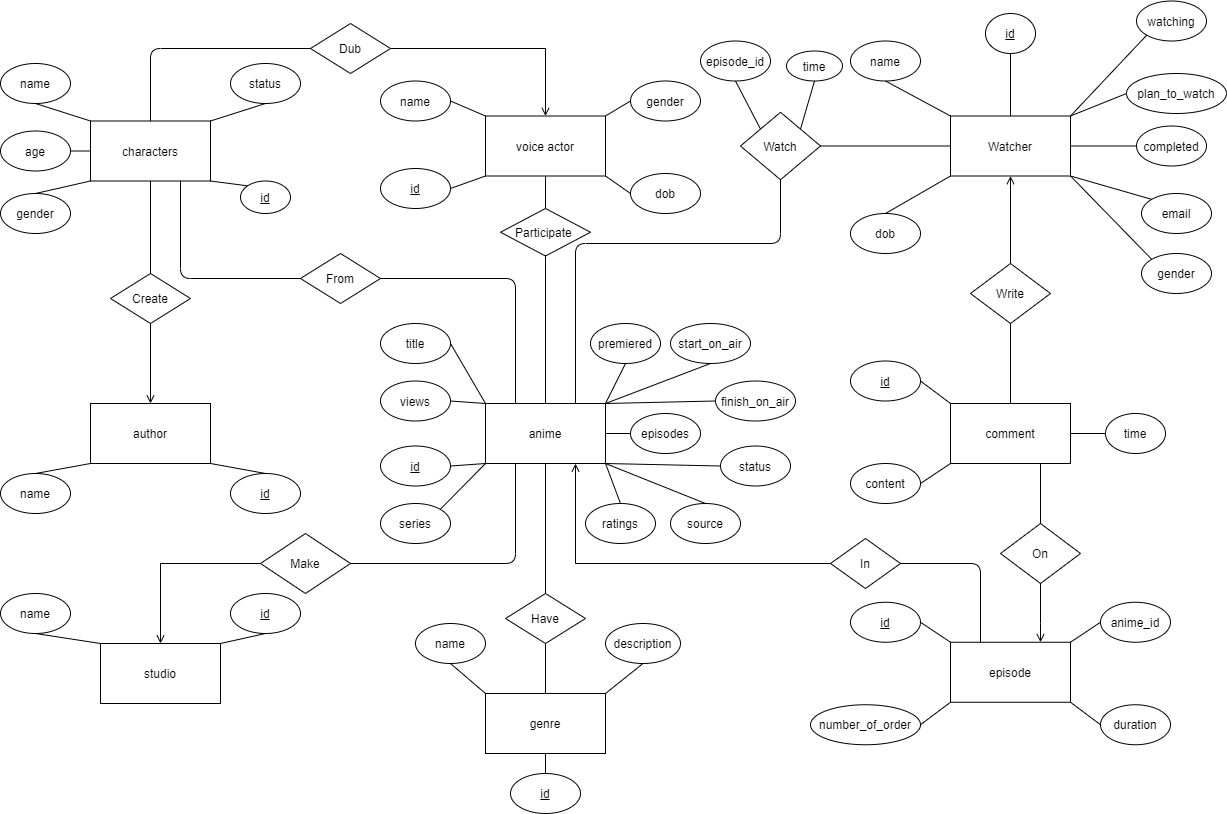 id
watching
Dub
episode_id
time
name
name
status
plan_to_watch
name
gender
age
characters
voice actor
Watch
Watcher
completed
id
id
dob
gender
email
Participate
dob
From
gender
Create
Write
title
premiered
start_on_air
id
views
finish_on_air
author
anime
episodes
comment
time
id
status
content
name
id
series
ratings
source
Make
In
On
name
id
Have
id
anime_id
name
description
studio
episode
genre
number_of_order
duration
id